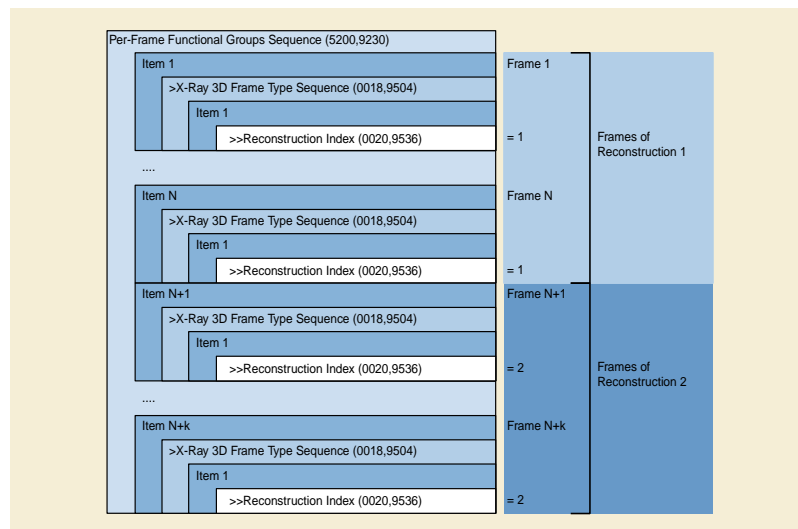 Per-Frame Functional Groups Sequence (5200,9230)
Item 1
Frame 1
>X-Ray 3D Frame Type Sequence (0018,9504)
Item 1
>>Reconstruction Index (0020,9536)
= 1
Frames of
Reconstruction 1
....
Item N
Frame N
>X-Ray 3D Frame Type Sequence (0018,9504)
Item 1
>>Reconstruction Index (0020,9536)
= 1
Item N+1
Frame N+1
>X-Ray 3D Frame Type Sequence (0018,9504)
Item 1
>>Reconstruction Index (0020,9536)
= 2
Frames of
Reconstruction 2
....
Item N+k
Frame N+k
>X-Ray 3D Frame Type Sequence (0018,9504)
Item 1
>>Reconstruction Index (0020,9536)
= 2